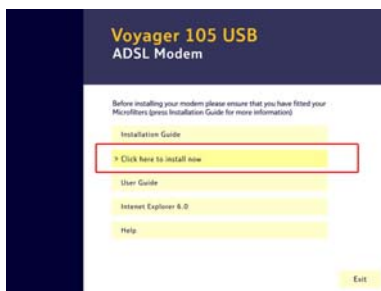 Voyager 105 USB
ADSL Modem
Before installing your modem please ensure that you have fitted your
Microfilters (press Installation Guide for more information)
Installation Guide
> Click here to install now
User Guide
Intenet Explorer 6.0
Help
Exit